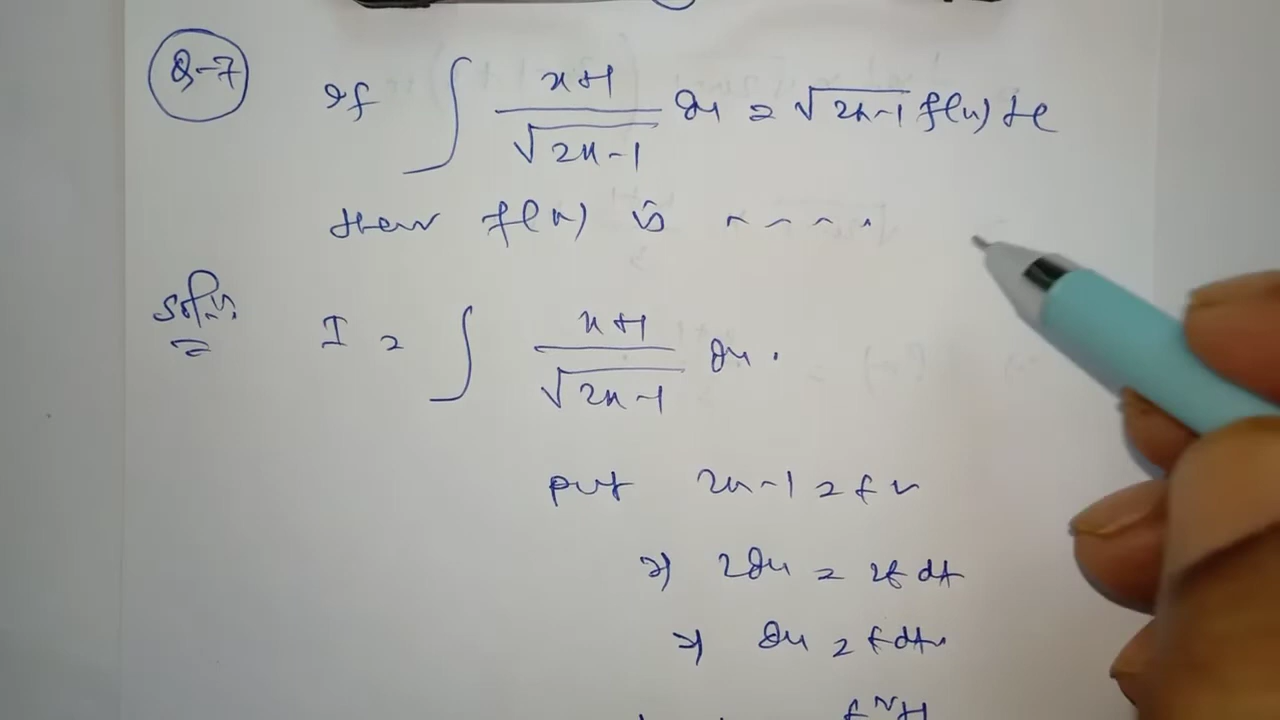 Q-7 If ∫ x+1/√2x-1 dx = √2x-1 f(x) + c
then f(x) is - - - -
Soln. I = ∫ x+1/√2x-1 dx.
put 2x-1 = t²
⇒ 2dx = 2t dt
⇒ dx = t dt